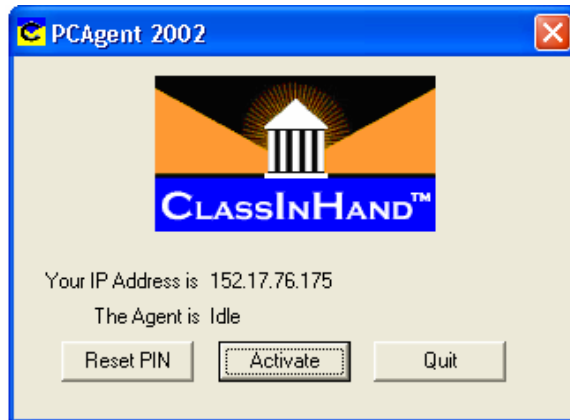 PCAgent 2002
CLASSINHAND™
Your IP Address is 152.17.76.175
The Agent is Idle
Reset PIN Activate Quit